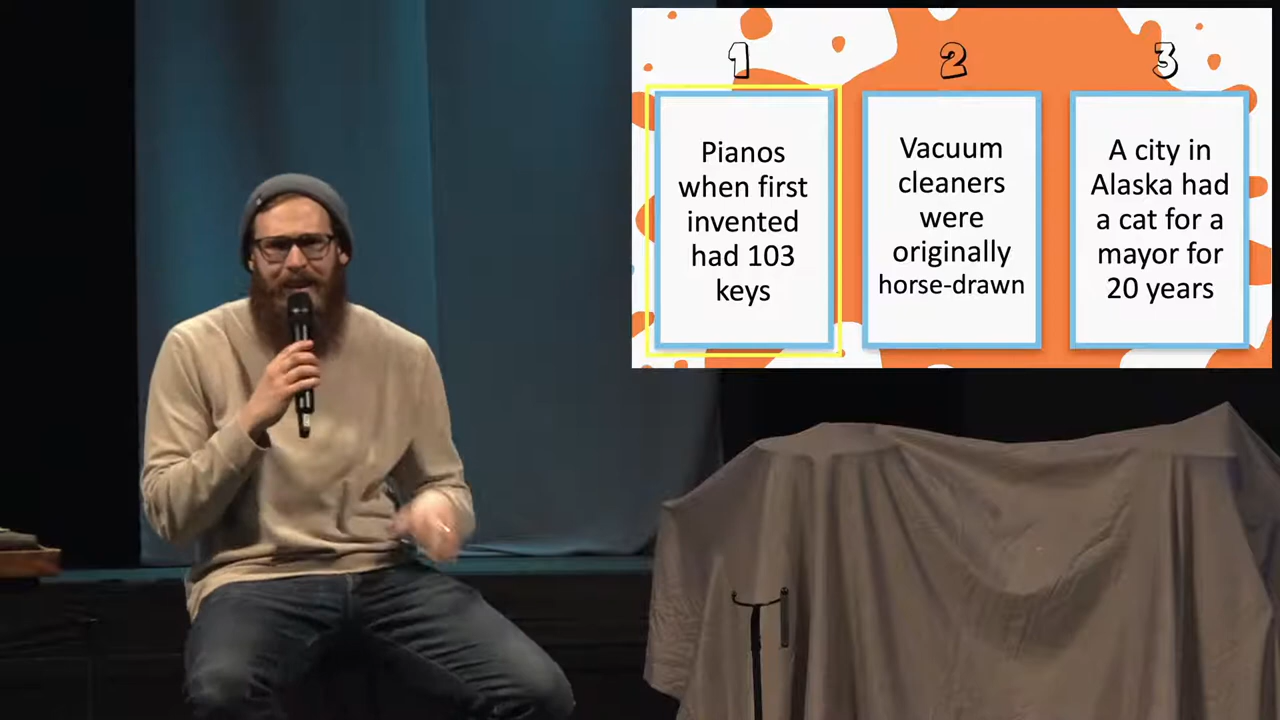 1
Pianos
when first
invented
had 103
keys
2
Vacuum
cleaners
were
originally
horse-drawn
3
A city in
Alaska had
a cat for a
mayor for
20 years